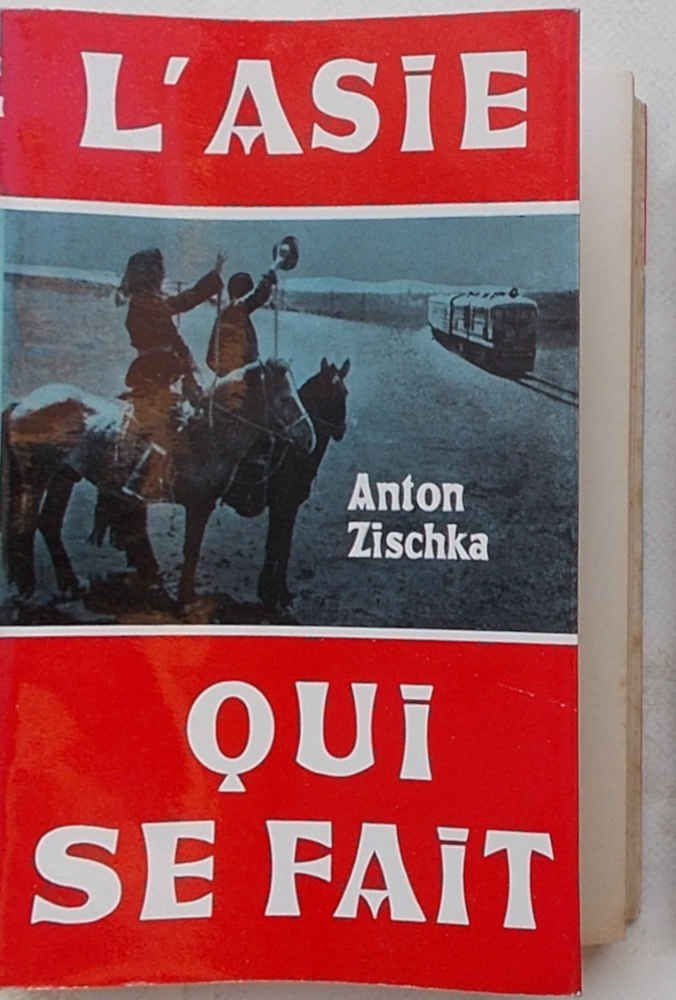 L'ASiE
Anton
Zischka
QUi
SE FAiT